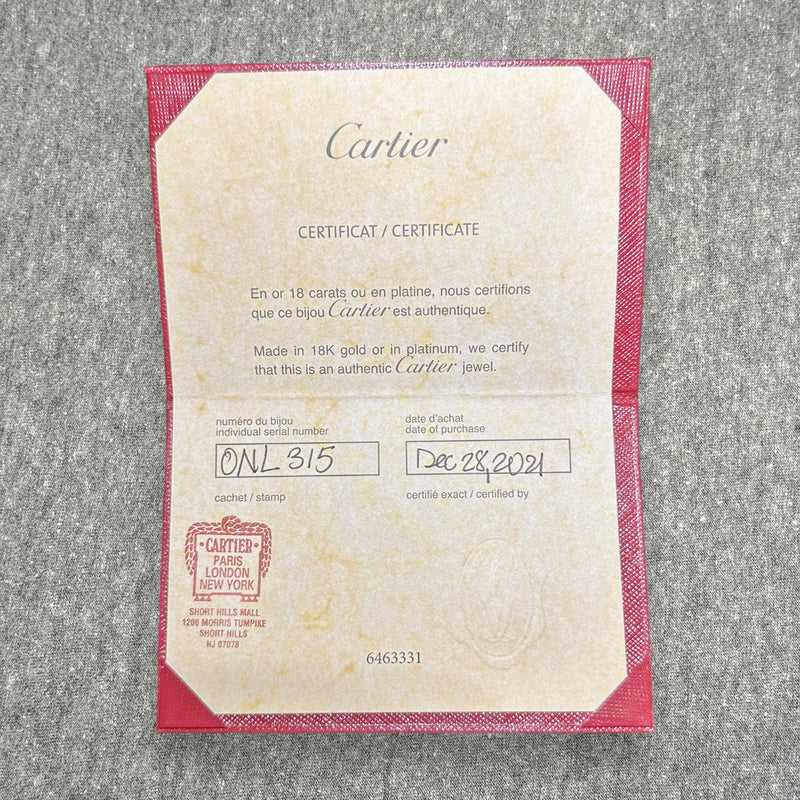 Cartier
CERTIFICAT / CERTIFICATE
En or 18 carats ou en platine, nous certifions
que ce bijou Cartier est authentique.
Made in 18K gold or in platinum, we certify
that this is an authentic Cartier jewel.
numéro du bijou
individual serial number
ONL 315
date d'achat
date of purchase
Dec 28, 2021
cachet / stamp
certifié exact / certified by
CARTIER
PARIS
LONDON
NEW YORK
SHORT HILLS MALL
1200 MORRIS TUMPIKE
SHORT HILLS
NJ 07078
6463331